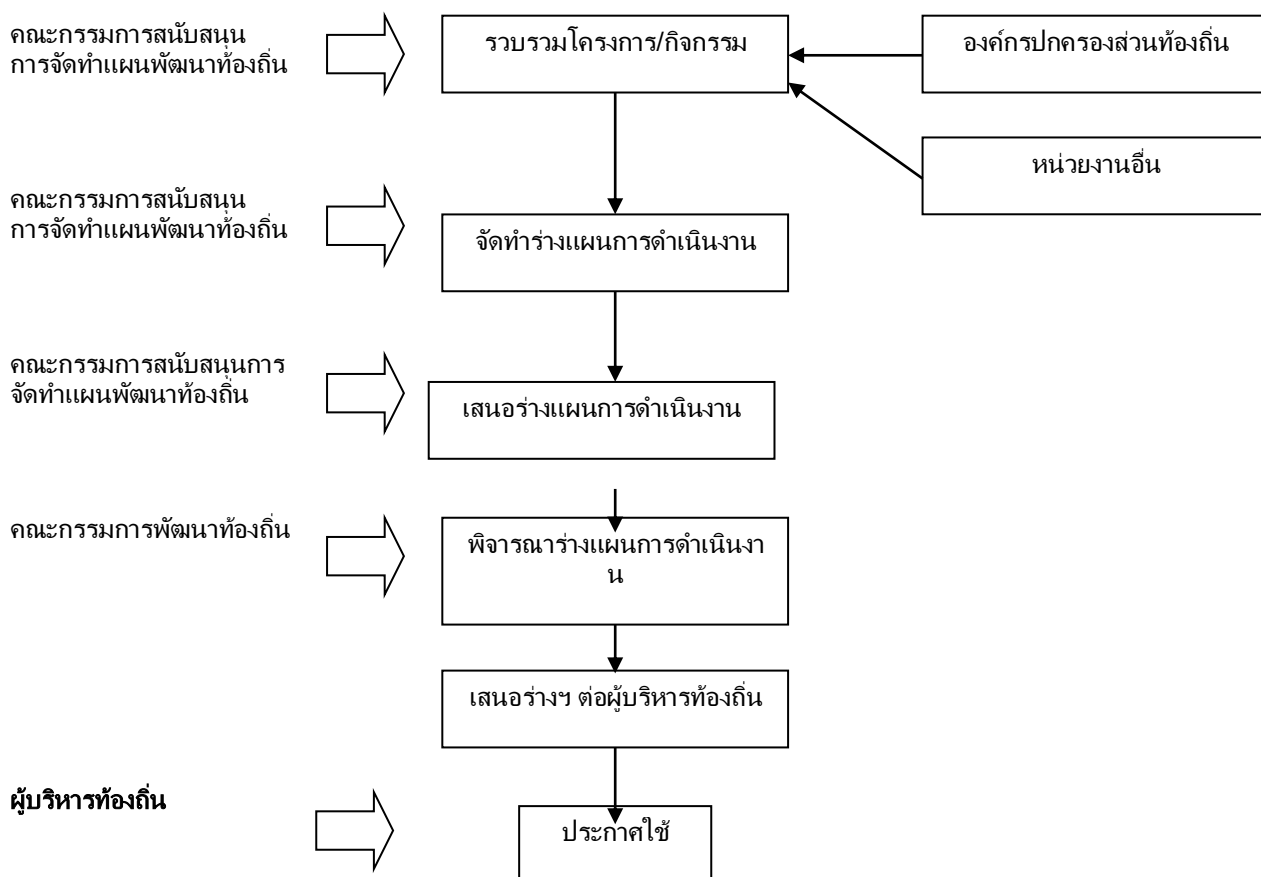 คณะกรรมการสนับสนุน
การจัดทำแผนพัฒนาท้องถิ่น
รวบรวมโครงการ/กิจกรรม
องค์กรปกครองส่วนท้องถิ่น
หน่วยงานอื่น
คณะกรรมการสนับสนุน
การจัดทำแผนพัฒนาท้องถิ่น
จัดทำร่างแผนการดำเนินงาน
คณะกรรมการสนับสนุนการ
จัดทำแผนพัฒนาท้องถิ่น
เสนอร่างแผนการดำเนินงาน
คณะกรรมการพัฒนาท้องถิ่น
พิจารณาร่างแผนการดำเนินงา
น
เสนอร่างฯ ต่อผู้บริหารท้องถิ่น
ผู้บริหารท้องถิ่น
ประกาศใช้